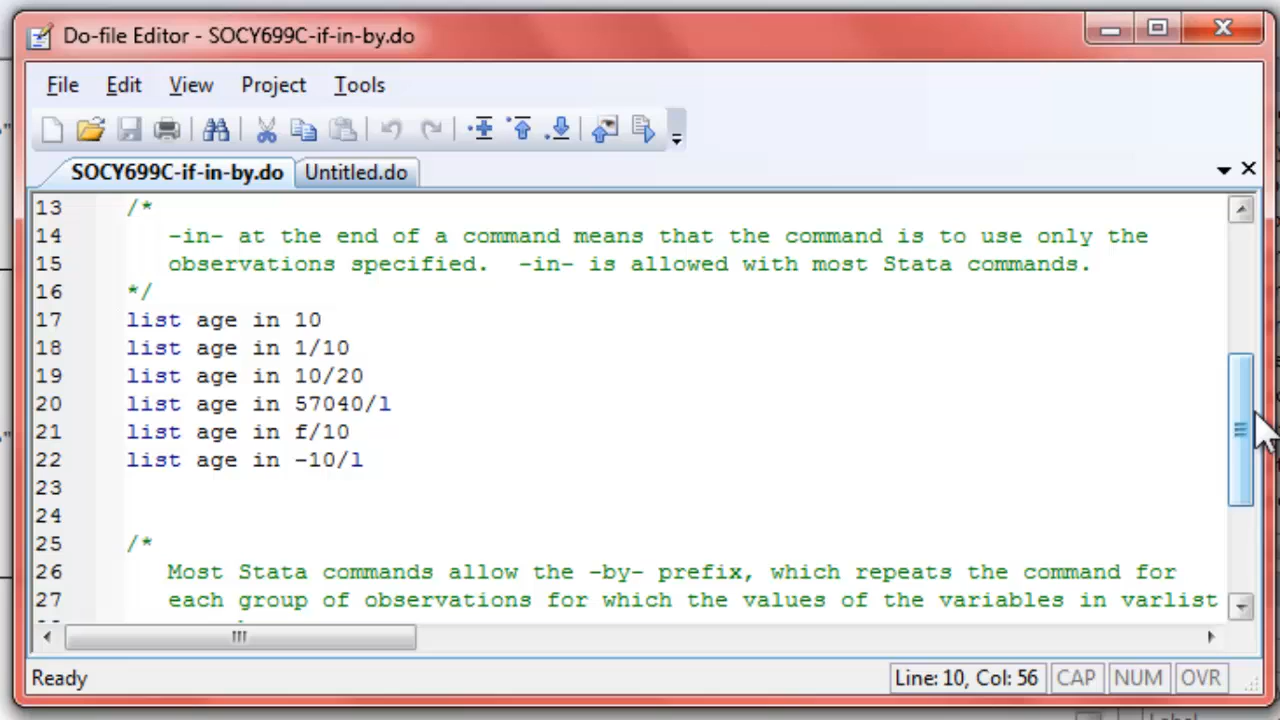 Do-file Editor - SOCY699C-if-in-by.do
File Edit View Project Tools
SOCY699C-if-in-by.do Untitled.do
13 /*
14 -in- at the end of a command means that the command is to use only the
15 observations specified.  -in- is allowed with most Stata commands.
16 */
17 list age in 10
18 list age in 1/10
19 list age in 10/20
20 list age in 57040/l
21 list age in f/10
22 list age in -10/l
23
24
25 /*
26 Most Stata commands allow the -by- prefix, which repeats the command for
27 each group of observations for which the values of the variables in varlist
Ready Line: 10, Col: 56 CAP NUM OVR